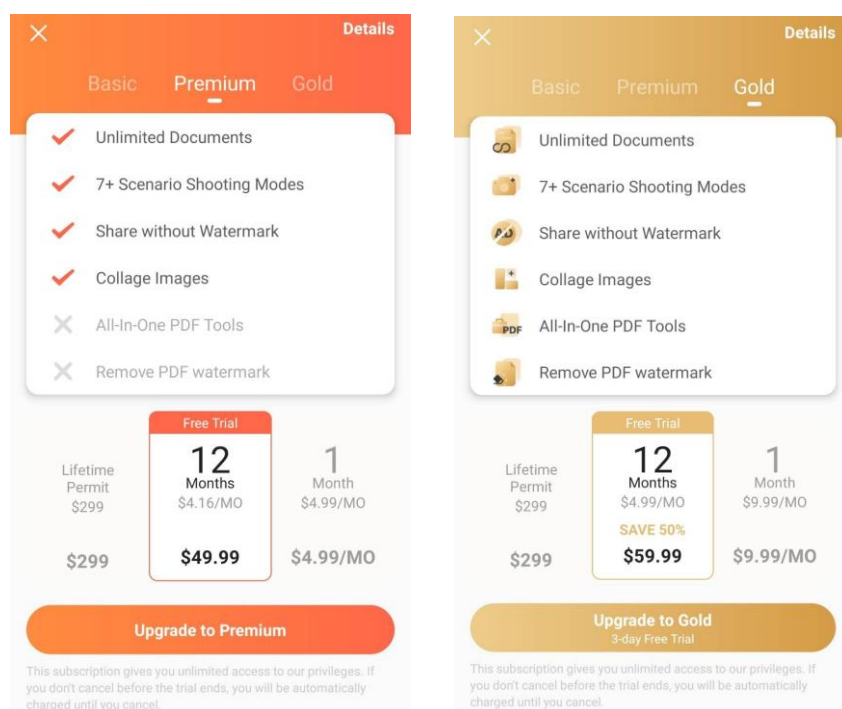 Details
Basic Premium Gold
Unlimited Documents
7+ Scenario Shooting Modes
Share without Watermark
Collage Images
All-In-One PDF Tools
Remove PDF watermark
Free Trial
Lifetime
Permit
$299
$299
12
Months
$4.16/MO
$49.99
1
Month
$4.99/MO
$4.99/MO
Upgrade to Premium
This subscription gives you unlimited access to our privileges. If
you don't cancel before the trial ends, you will be automatically
charged until you cancel.
Details
Basic Premium Gold
Unlimited Documents
7+ Scenario Shooting Modes
AD
Share without Watermark
Collage Images
PDF
All-In-One PDF Tools
Remove PDF watermark
Free Trial
Lifetime
Permit
$299
$299
12
Months
$4.99/MO
SAVE 50%
$59.99
1
Month
$9.99/MO
$9.99/MO
Upgrade to Gold
3-day Free Trial
This subscription gives you unlimited access to our privileges. If
you don't cancel before the trial ends, you will be automatically
charged until you cancel.